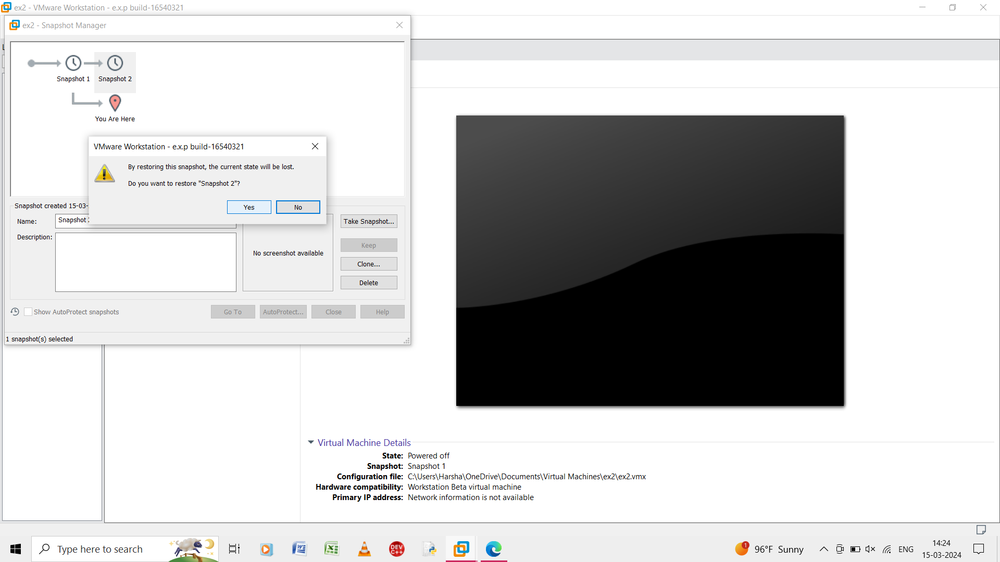 ex2 - VMware Workstation - e.x.p build-16540321
ex2 - Snapshot Manager
Snapshot 1
Snapshot 2
You Are Here
VMware Workstation - e.x.p build-16540321
By restoring this snapshot, the current state will be lost.
Do you want to restore "Snapshot 2"?
Yes
No
Snapshot created 15-03-
Name:
Snapshot
Take Snapshot...
Description:
Keep
No screenshot available
Clone...
Delete
Show AutoProtect snapshots
Go To
AutoProtect...
Close
Help
1 snapshot(s) selected
Virtual Machine Details
State: Powered off
Snapshot: Snapshot 1
Configuration file: C:\Users\Harsha\OneDrive\Documents\Virtual Machines\ex2\ex2.vmx
Hardware compatibility: Workstation Beta virtual machine
Primary IP address: Network information is not available
Type here to search
DEV
C++
1
96°F Sunny
ENG
14:24
15-03-2024